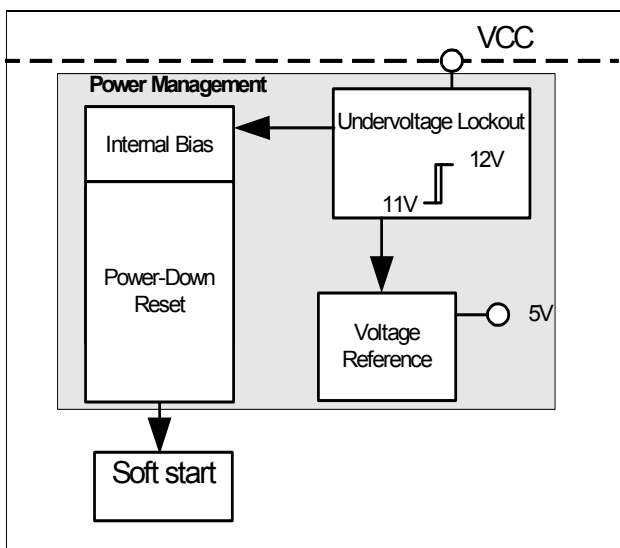 VCC
Power Management
Undervoltage Lockout
Internal Bias
12V
11V
Power-Down
Reset
Voltage
Reference
5V
Soft start